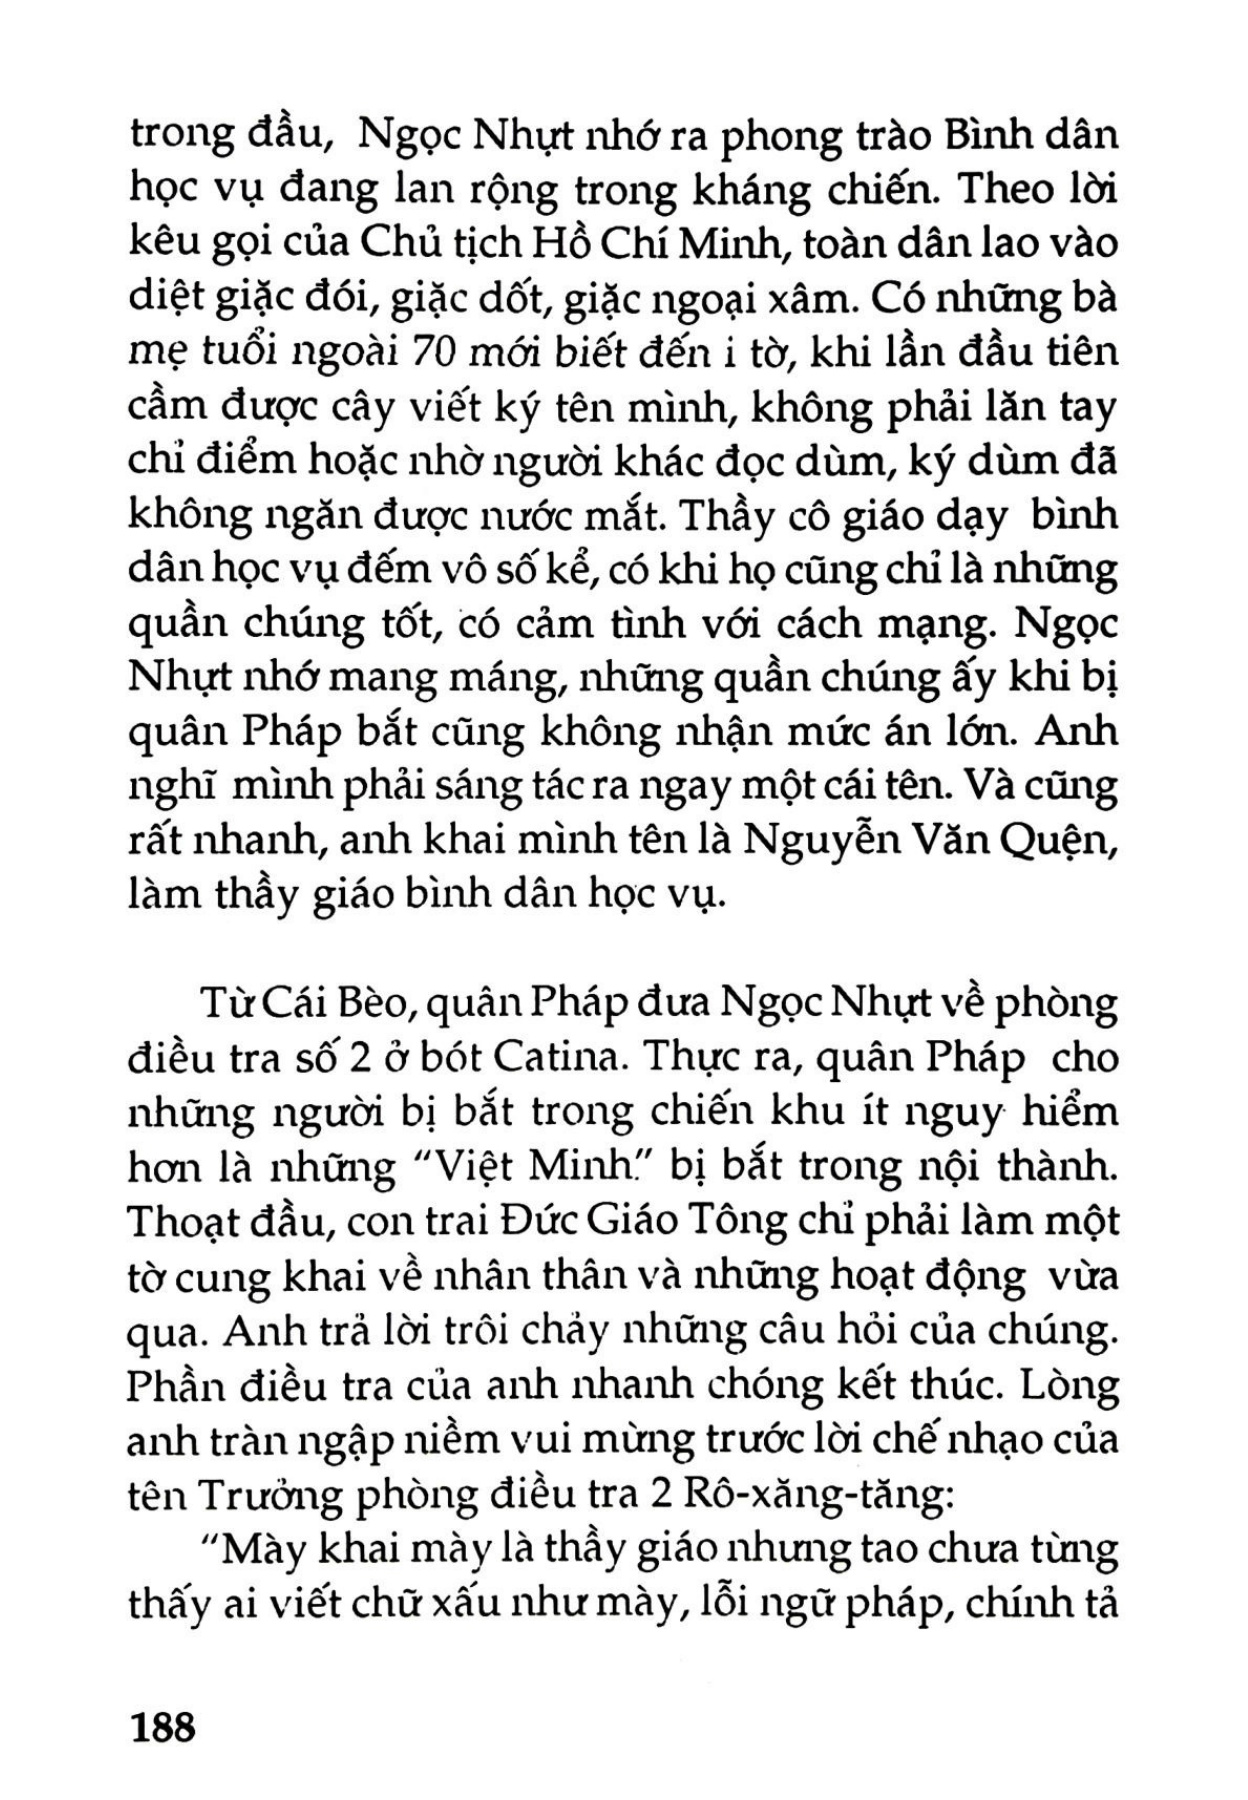 trong đầu, Ngọc Nhựt nhớ ra phong trào Bình dân
học vụ đang lan rộng trong kháng chiến. Theo lời
kêu gọi của Chủ tịch Hồ Chí Minh, toàn dân lao vào
diệt giặc đói, giặc dốt, giặc ngoại xâm. Có những bà
mẹ tuổi ngoài 70 mới biết đến i tờ, khi lần đầu tiên
cầm được cây viết ký tên mình, không phải lăn tay
chỉ điểm hoặc nhờ người khác đọc dùm, ký dùm đã
không ngăn được nước mắt. Thầy cô giáo dạy bình
dân học vụ đếm vô số kể, có khi họ cũng chỉ là những
quần chúng tốt, có cảm tình với cách mạng. Ngọc
Nhựt nhớ mang máng, những quần chúng ấy khi bị
quân Pháp bắt cũng không nhận mức án lớn. Anh
nghĩ mình phải sáng tác ra ngay một cái tên. Và cũng
rất nhanh, anh khai mình tên là Nguyễn Văn Quện,
làm thầy giáo bình dân học vụ.

Từ Cái Bèo, quân Pháp đưa Ngọc Nhựt về phòng
điều tra số 2 ở bót Catina. Thực ra, quân Pháp cho
những người bị bắt trong chiến khu ít nguy hiểm
hơn là những "Việt Minh" bị bắt trong nội thành.
Thoạt đầu, con trai Đức Giáo Tông chỉ phải làm một
tờ cung khai về nhân thân và những hoạt động vừa
qua. Anh trả lời trôi chảy những câu hỏi của chúng.
Phần điều tra của anh nhanh chóng kết thúc. Lòng
anh tràn ngập niềm vui mừng trước lời chế nhạo của
tên Trưởng phòng điều tra 2 Rô-xăng-tăng:
"Mày khai mày là thầy giáo nhưng tao chưa từng
thấy ai viết chữ xấu như mày, lỗi ngữ pháp, chính tả

188